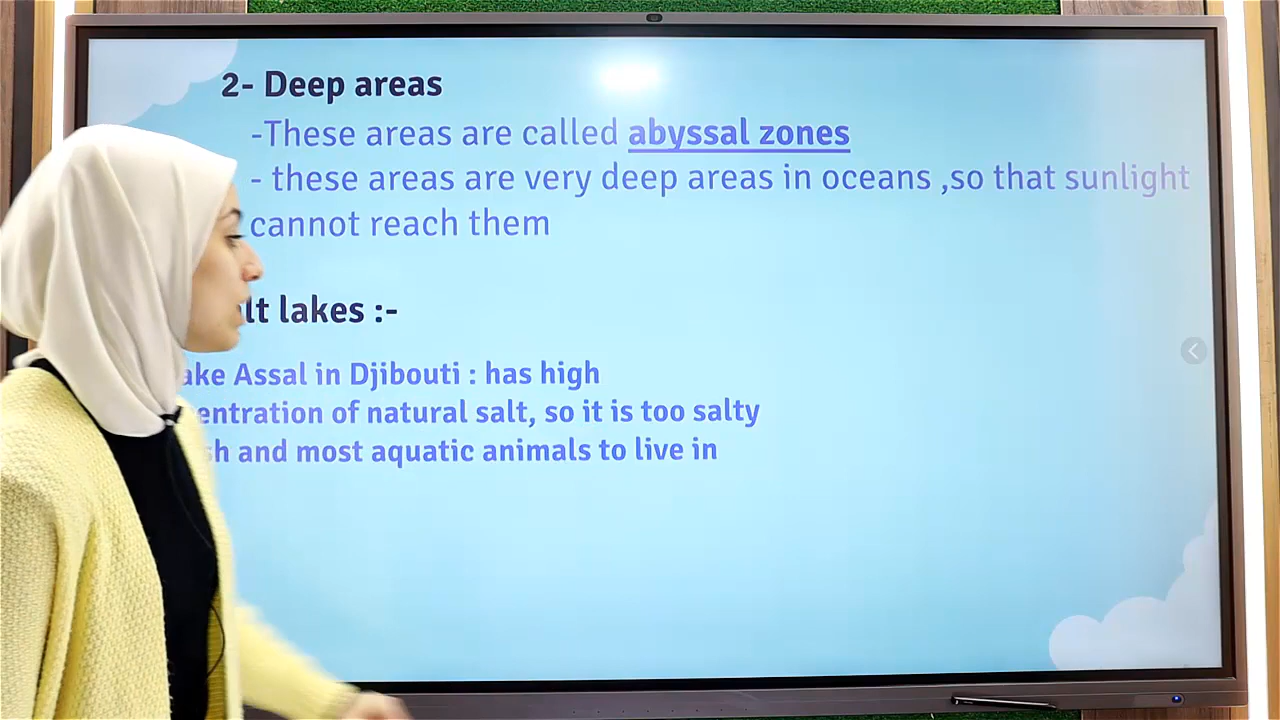 2- Deep areas
-These areas are called abyssal zones
- these areas are very deep areas in oceans ,so that sunlight
cannot reach them
lt lakes :-
ake Assal in Djibouti : has high
entration of natural salt, so it is too salty
sh and most aquatic animals to live in